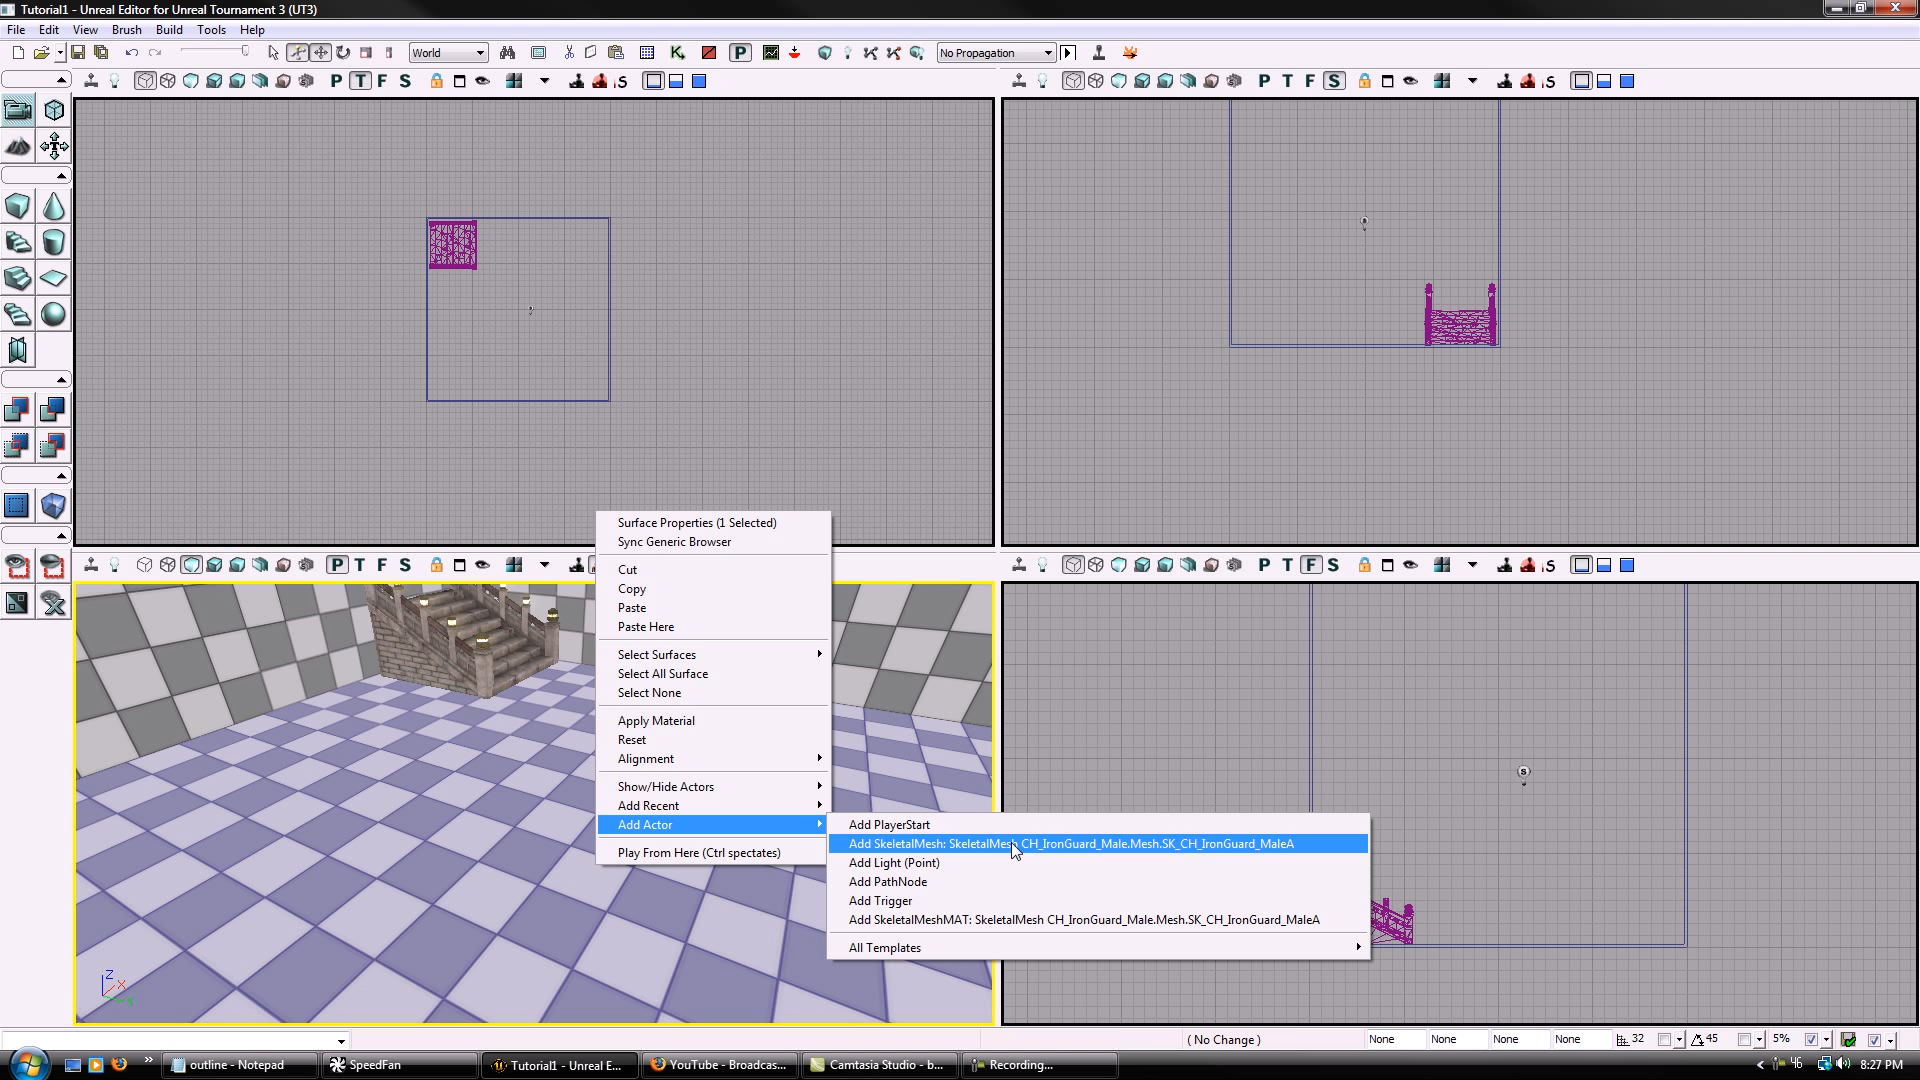 Tutorial1 - Unreal Editor for Unreal Tournament 3 (UT3)
File Edit View Brush Build Tools Help
World
P
No Propagation
P T F S
S
P T F S
S
P T F S
S
P T F S
S
Surface Properties (1 Selected)
Sync Generic Browser
Cut
Copy
Paste
Paste Here
Select Surfaces
Select All Surface
Select None
Apply Material
Reset
Alignment
Show/Hide Actors
Add Recent
Add Actor
Play From Here (Ctrl spectates)
Add PlayerStart
Add SkeletalMesh: SkeletalMesh CH_IronGuard_Male.Mesh.SK_CH_IronGuard_MaleA
Add Light (Point)
Add PathNode
Add Trigger
Add SkeletalMeshMAT: SkeletalMesh CH_IronGuard_Male.Mesh.SK_CH_IronGuard_MaleA
All Templates
S
Z
X
Y
( No Change ) None None None None 32 45 5%
outline - Notepad SpeedFan Tutorial1 - Unreal E... YouTube - Broadcas... Camtasia Studio - b... Recording... 46 8:27 PM